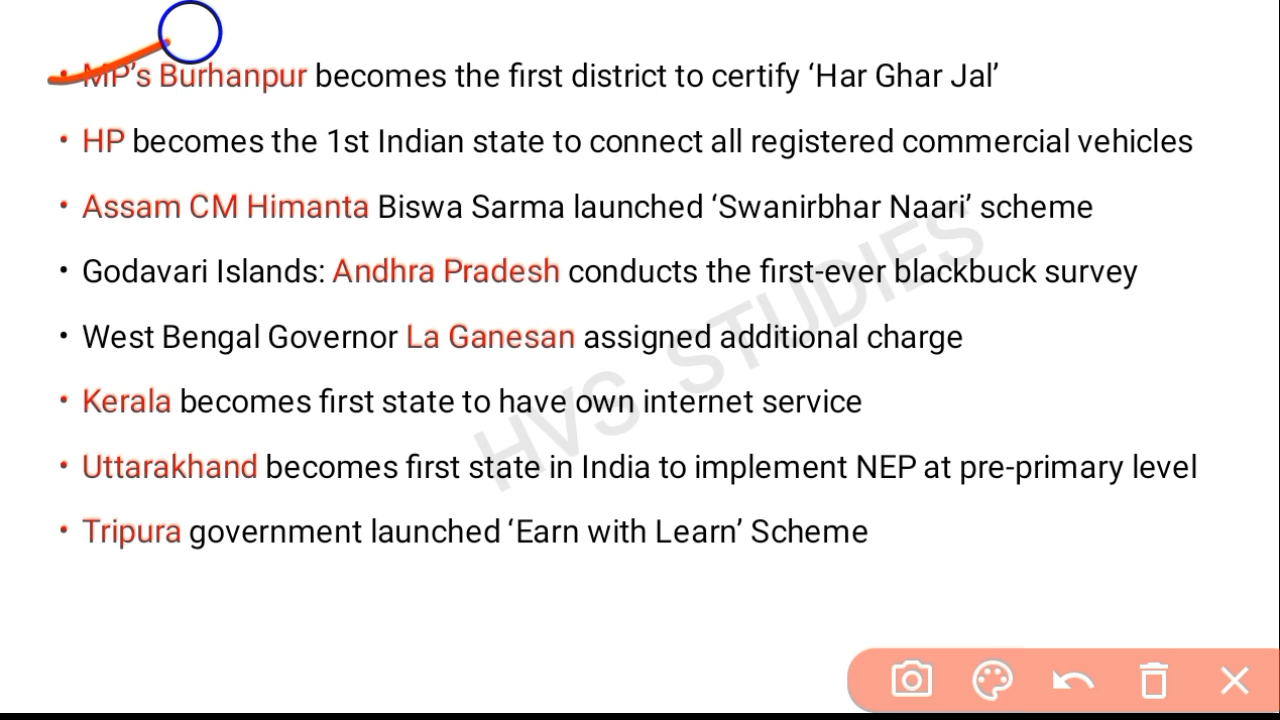 • MP's Burhanpur becomes the first district to certify ‘Har Ghar Jal’
• HP becomes the 1st Indian state to connect all registered commercial vehicles
• Assam CM Himanta Biswa Sarma launched ‘Swanirbhar Naari’ scheme
• Godavari Islands: Andhra Pradesh conducts the first-ever blackbuck survey
• West Bengal Governor La Ganesan assigned additional charge
• Kerala becomes first state to have own internet service
• Uttarakhand becomes first state in India to implement NEP at pre-primary level
• Tripura government launched ‘Earn with Learn’ Scheme
HVS STUDIES